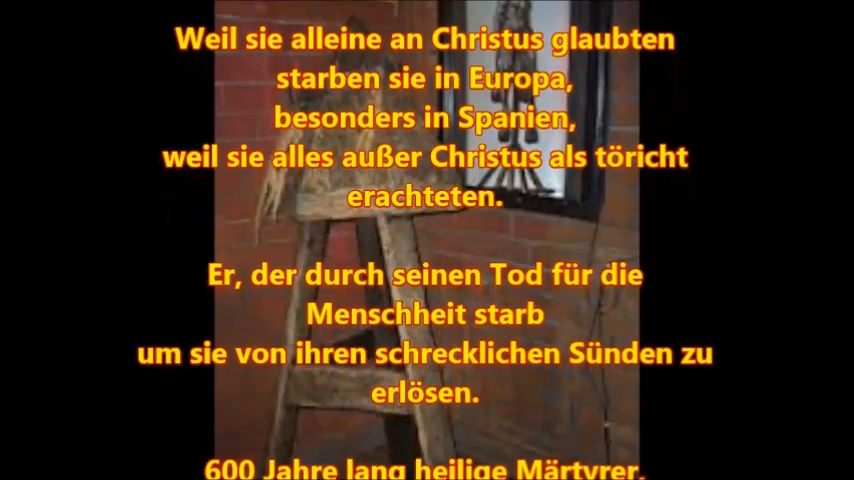 Weil sie alleine an Christus glaubten
starben sie in Europa,
besonders in Spanien,
weil sie alles außer Christus als töricht
erachteten.
Er, der durch seinen Tod für die
Menschheit starb
um sie von ihren schrecklichen Sünden zu
erlösen.
600 Jahre lang heilige Märtyrer,